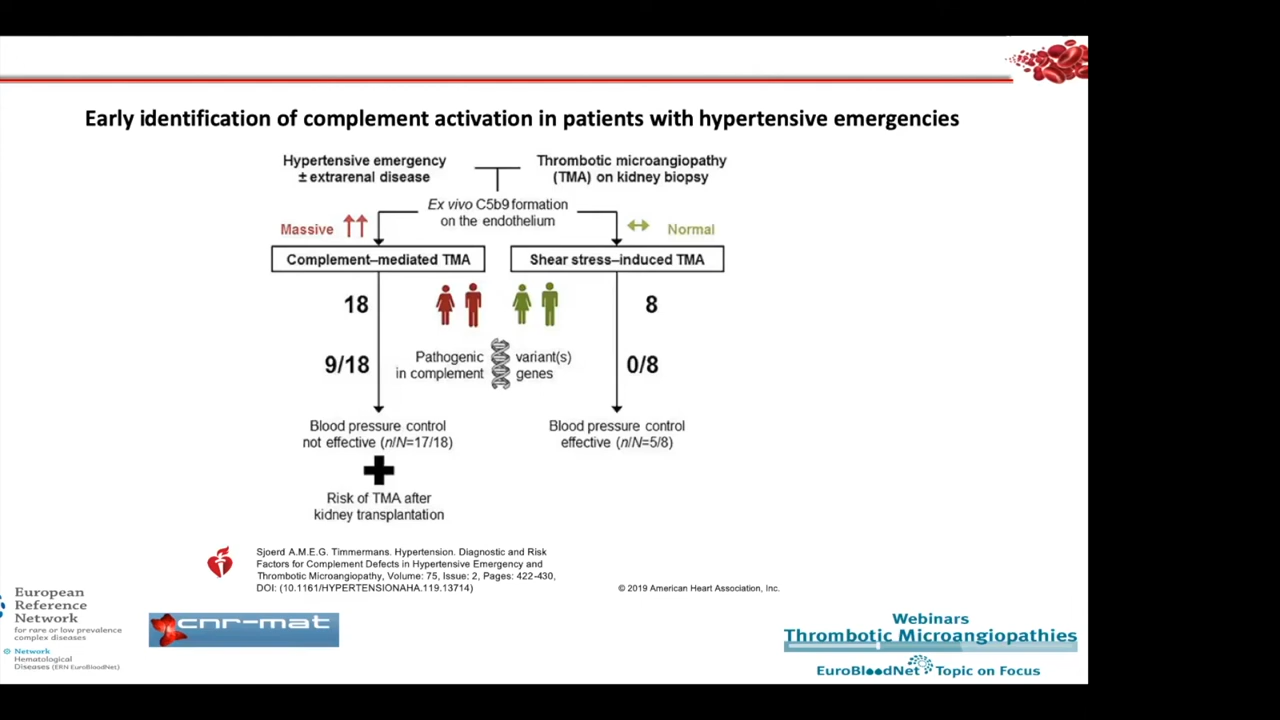 Early identification of complement activation in patients with hypertensive emergencies
Hypertensive emergency
± extrarenal disease
Thrombotic microangiopathy
(TMA) on kidney biopsy
Ex vivo C5b9 formation
on the endothelium
Massive ↑↑
↔ Normal
Complement–mediated TMA
Shear stress–induced TMA
18
8
9/18
Pathogenic variant(s)
in complement genes
0/8
Blood pressure control
not effective (n/N=17/18)
Blood pressure control
effective (n/N=5/8)
Risk of TMA after
kidney transplantation
Sjoerd A.M.E.G. Timmermans. Hypertension. Diagnostic and Risk
Factors for Complement Defects in Hypertensive Emergency and
Thrombotic Microangiopathy, Volume: 75, Issue: 2, Pages: 422-430,
DOI: (10.1161/HYPERTENSIONAHA.119.13714)
© 2019 American Heart Association, Inc.
European
Reference
Network
for rare or low prevalence
complex diseases
Network
Hematological
Diseases (ERN EuroBloodNet)
cnr-mat
Webinars
Thrombotic Microangiopathies
EuroBloodNet Topic on Focus